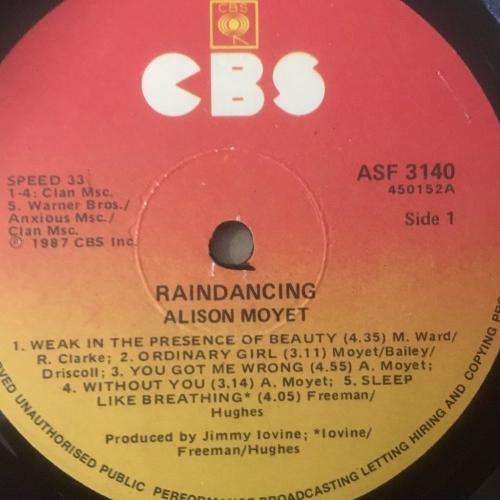 CBS
CBS
SPEED 33
1-4: Clan Msc.
5. Warner Bros./
Anxious Msc./
Clan Msc.
℗ 1987 CBS Inc.
ASF 3140
450152A
Side 1
RAINDANCING
ALISON MOYET
1. WEAK IN THE PRESENCE OF BEAUTY (4.35) M. Ward/
R. Clarke; 2. ORDINARY GIRL (3.11) Moyet/Bailey/
Driscoll; 3. YOU GOT ME WRONG (4.55) A. Moyet;
4. WITHOUT YOU (3.14) A. Moyet; 5. SLEEP
LIKE BREATHING* (4.05) Freeman/
Hughes
Produced by Jimmy Iovine; *Iovine/
Freeman/Hughes
UNAUTHORISED PUBLIC PERFORMANCE BROADCASTING LETTING HIRING AND COPYING